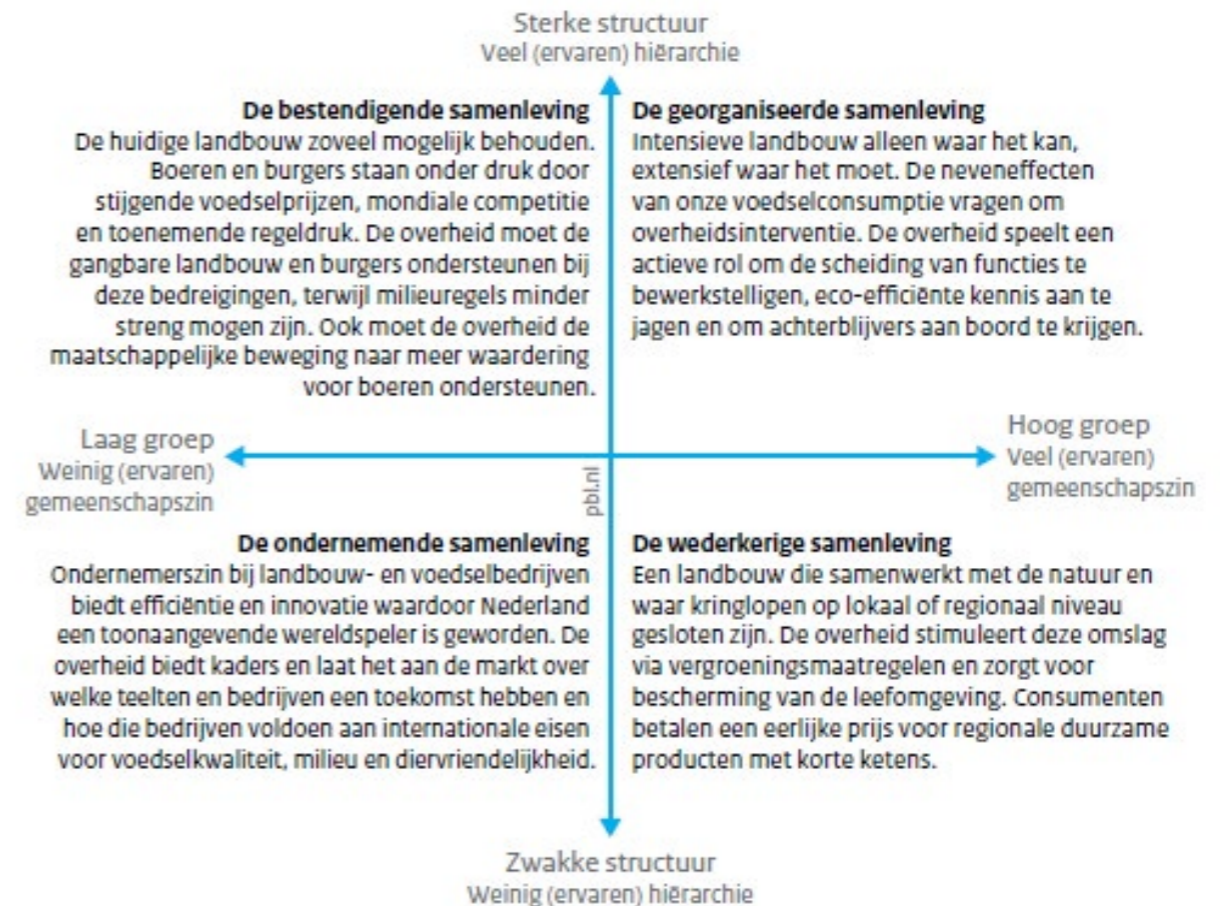 Sterke structuur
Veel (ervaren) hiërarchie
De bestendigende samenleving
De huidige landbouw zoveel mogelijk behouden.
Boeren en burgers staan onder druk door
stijgende voedselprijzen, mondiale competitie
en toenemende regeldruk. De overheid moet de
gangbare landbouw en burgers ondersteunen bij
deze bedreigingen, terwijl milieuregels minder
streng mogen zijn. Ook moet de overheid de
maatschappelijke beweging naar meer waardering
voor boeren ondersteunen.
De georganiseerde samenleving
Intensieve landbouw alleen waar het kan,
extensief waar het moet. De neveneffecten
van onze voedselconsumptie vragen om
overheidsinterventie. De overheid speelt een
actieve rol om de scheiding van functies te
bewerkstelligen, eco-efficiënte kennis aan te
jagen en om achterblijvers aan boord te krijgen.
Laag groep
Weinig (ervaren)
gemeenschapszin
Hoog groep
Veel (ervaren)
gemeenschapszin
pbl.nl
De ondernemende samenleving
Ondernemerszin bij landbouw- en voedselbedrijven
biedt efficiëntie en innovatie waardoor Nederland
een toonaangevende wereldspeler is geworden. De
overheid biedt kaders en laat het aan de markt over
welke teelten en bedrijven een toekomst hebben en
hoe die bedrijven voldoen aan internationale eisen
voor voedselkwaliteit, milieu en diervriendelijkheid.
De wederkerige samenleving
Een landbouw die samenwerkt met de natuur en
waar kringlopen op lokaal of regionaal niveau
gesloten zijn. De overheid stimuleert deze omslag
via vergroeningsmaatregelen en zorgt voor
bescherming van de leefomgeving. Consumenten
betalen een eerlijke prijs voor regionale duurzame
producten met korte ketens.
Zwakke structuur
Weinig (ervaren) hiërarchie